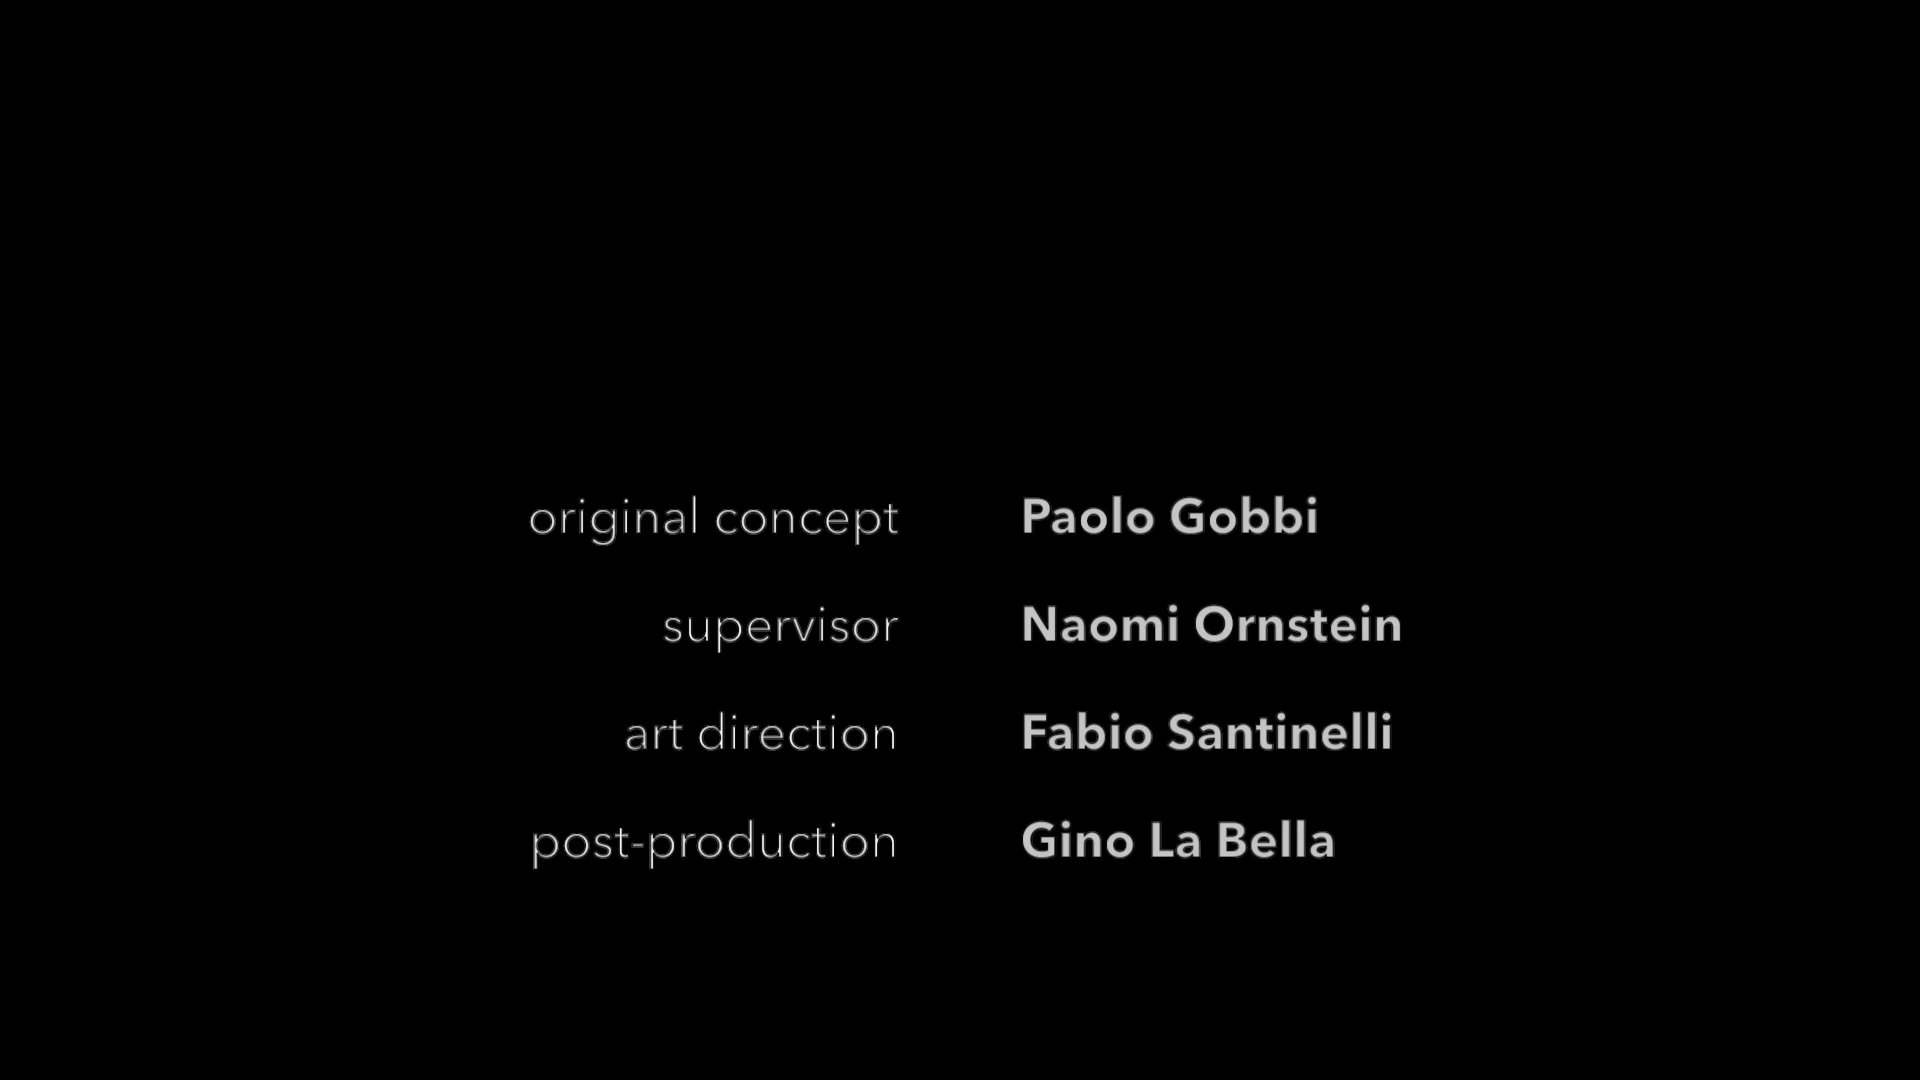 original concept Paolo Gobbi
supervisor Naomi Ornstein
art direction Fabio Santinelli
post-production Gino La Bella